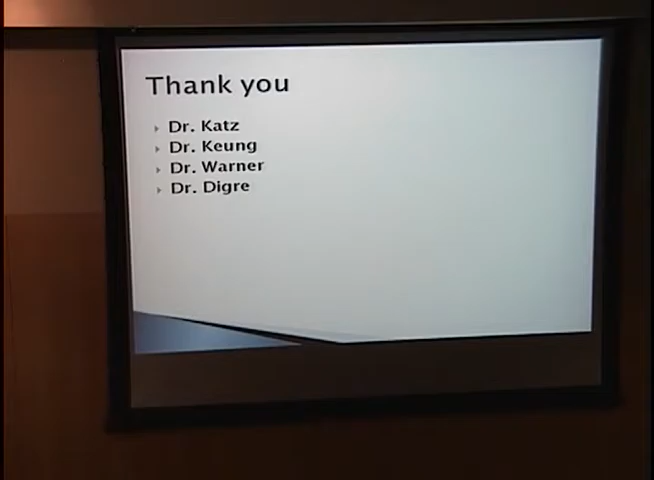 Thank you
Dr. Katz
Dr. Keung
Dr. Warner
Dr. Digre